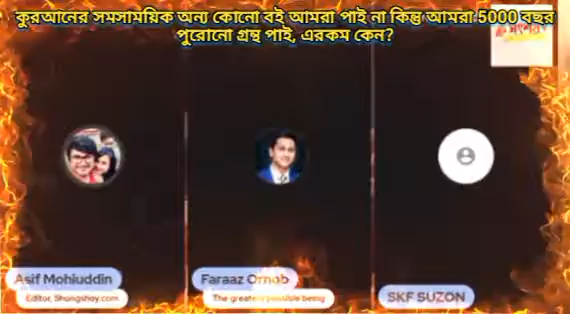 কুরআনের সমসাময়িক অন্য কোনো বই আমরা পাই না কিন্তু আমরা 5000 বছর
পুরোনো গ্রন্থ পাই, এরকম কেন?
Asif Mohiuddin
Editor, Shongshoy.com
Faraaz Ornob
The greatest possible being
SKF SUZON